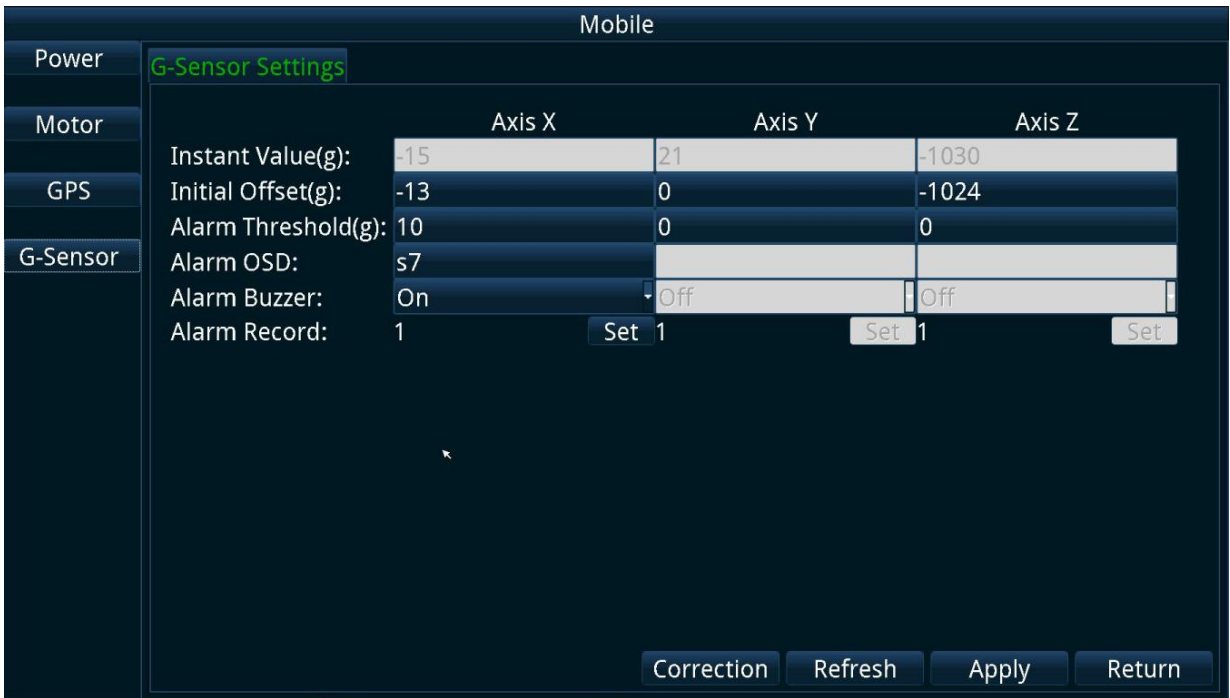 Mobile
Power
Motor
GPS
G-Sensor
G-Sensor Settings
Axis X Axis Y Axis Z
Instant Value(g): -15 21 -1030
Initial Offset(g): -13 0 -1024
Alarm Threshold(g): 10 0 0
Alarm OSD: s7
Alarm Buzzer: On Off Off
Alarm Record: 1 Set 1 Set 1 Set
Correction Refresh Apply Return